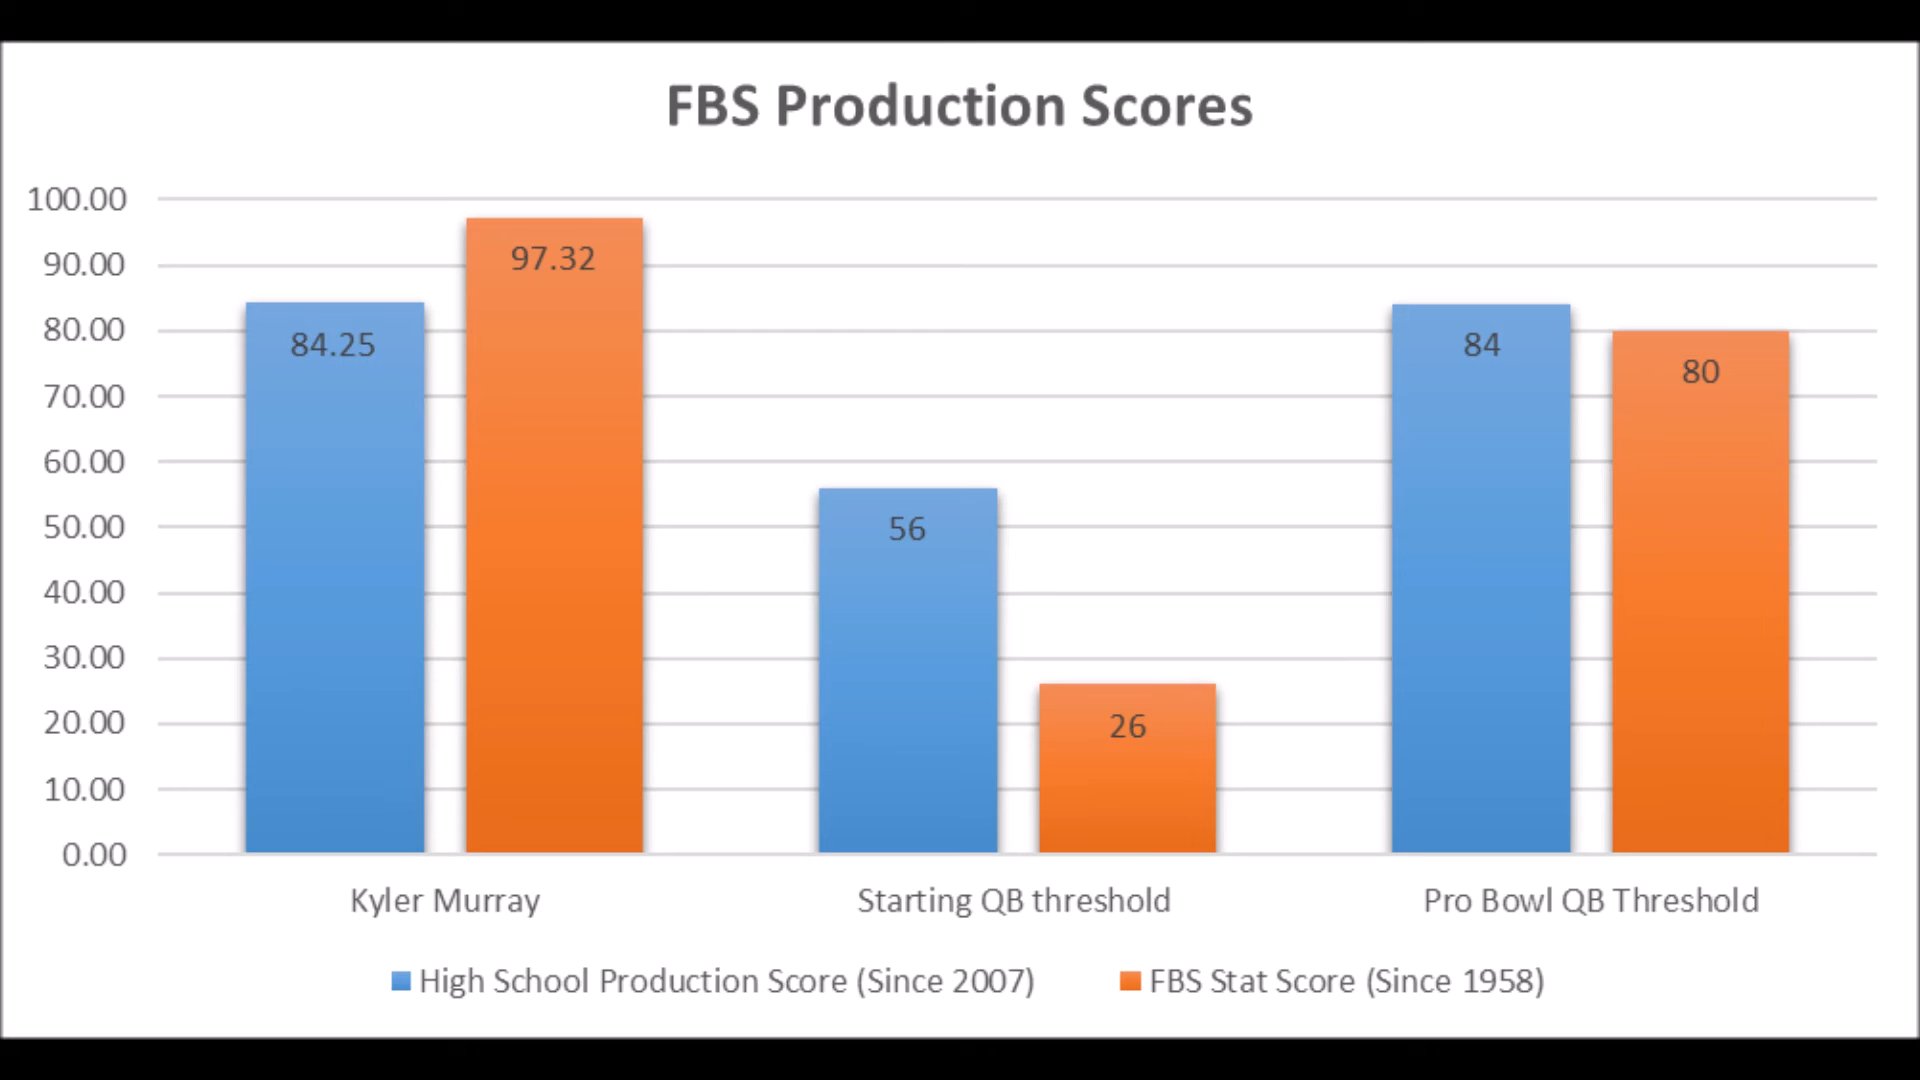 FBS Production Scores
100.00
90.00
80.00
70.00
60.00
50.00
40.00
30.00
20.00
10.00
0.00
84.25
97.32
56
26
84
80
Kyler Murray
Starting QB threshold
Pro Bowl QB Threshold
High School Production Score (Since 2007)
FBS Stat Score (Since 1958)